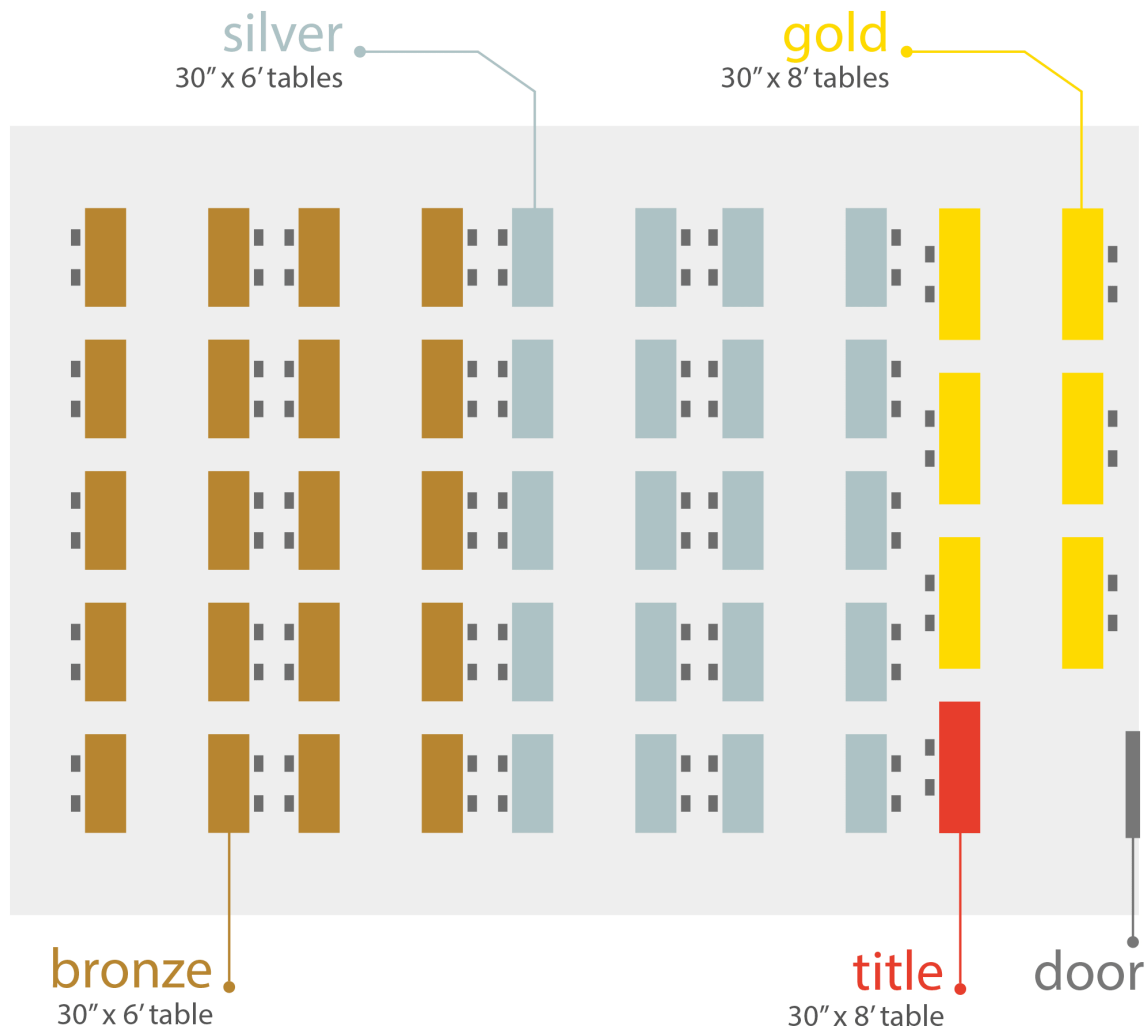 silver
30” x 6’ tables
gold
30” x 8’ tables
bronze
30” x 6’ table
title
30” x 8’ table
door